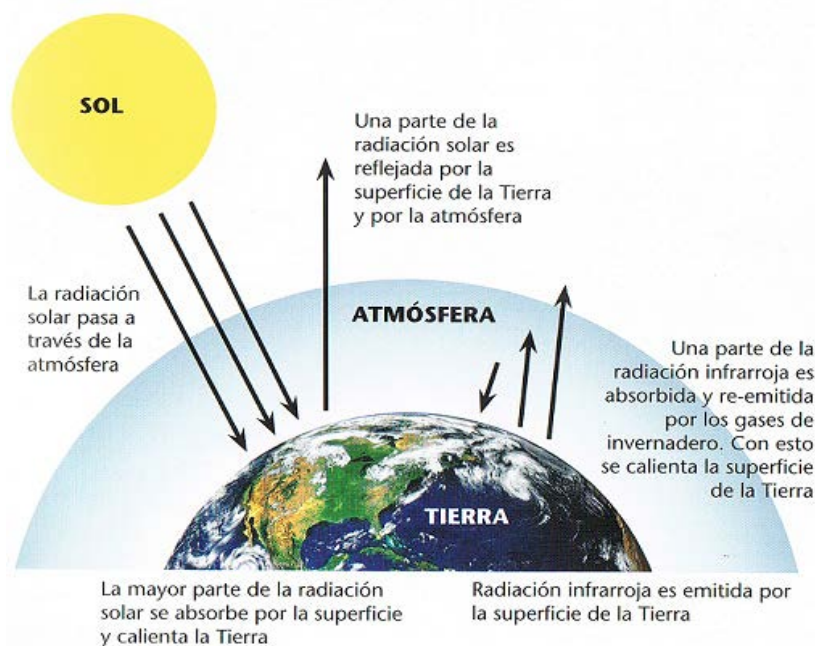 SOL
Una parte de la
radiación solar es
reflejada por la
superficie de la Tierra
y por la atmósfera
La radiación
solar pasa a
través de la
atmósfera
ATMÓSFERA
Una parte de la
radiación infrarroja es
absorbida y re-emitida
por los gases de
invernadero. Con esto
se calienta la superficie
de la Tierra
TIERRA
La mayor parte de la radiación
solar se absorbe por la superficie
y calienta la Tierra
Radiación infrarroja es emitida por
la superficie de la Tierra